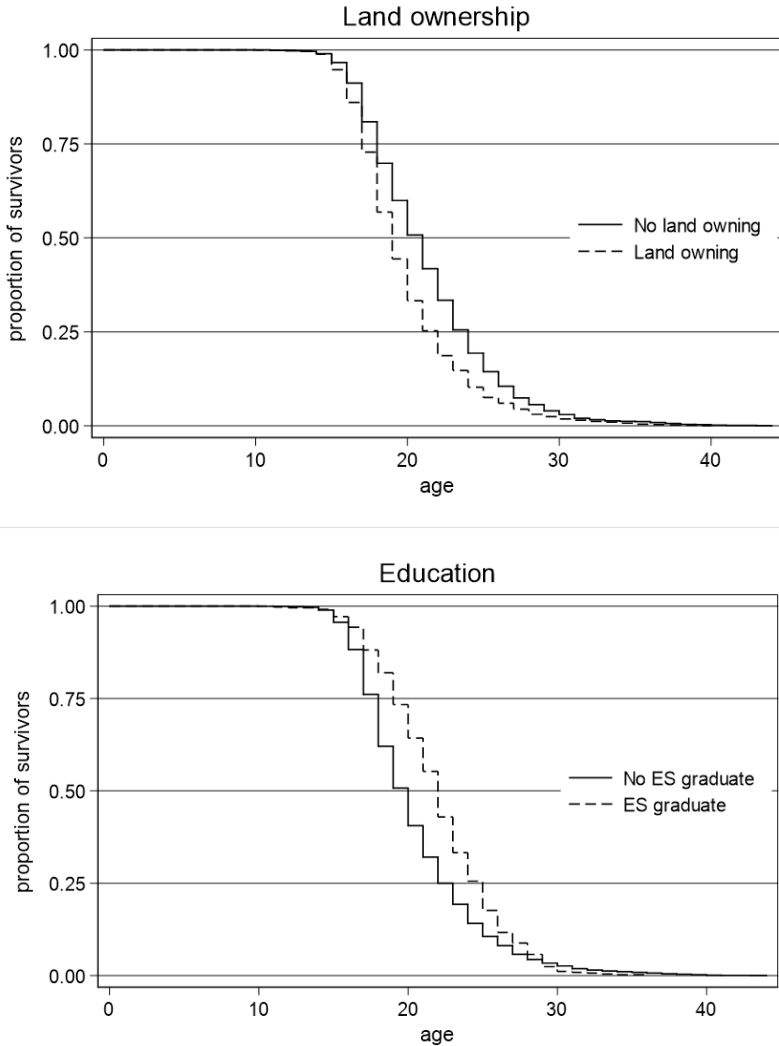 Land ownership
proportion of survivors
1.00
0.75
0.50
0.25
0.00
No land owning
Land owning
0
10
20
30
40
age
Education
proportion of survivors
1.00
0.75
0.50
0.25
0.00
No ES graduate
ES graduate
0
10
20
30
40
age